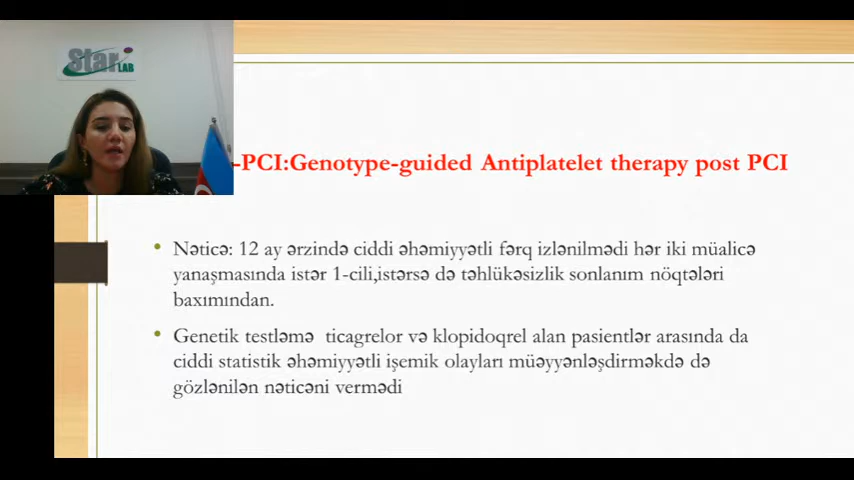 Star
LAB
-PCI:Genotype-guided Antiplatelet therapy post PCI
• Nəticə: 12 ay ərzində ciddi əhəmiyyətli fərq izlənilmədi hər iki müalicə
yanaşmasında istər 1-cili,istərsə də təhlükəsizlik sonlanım nöqtələri
baxımından.
• Genetik testləmə  ticagrelor və klopidoqrel alan pasientlər arasında da
ciddi statistik əhəmiyyətli işemik olayları müəyyənləşdirməkdə də
gözlənilən nəticəni vermədi